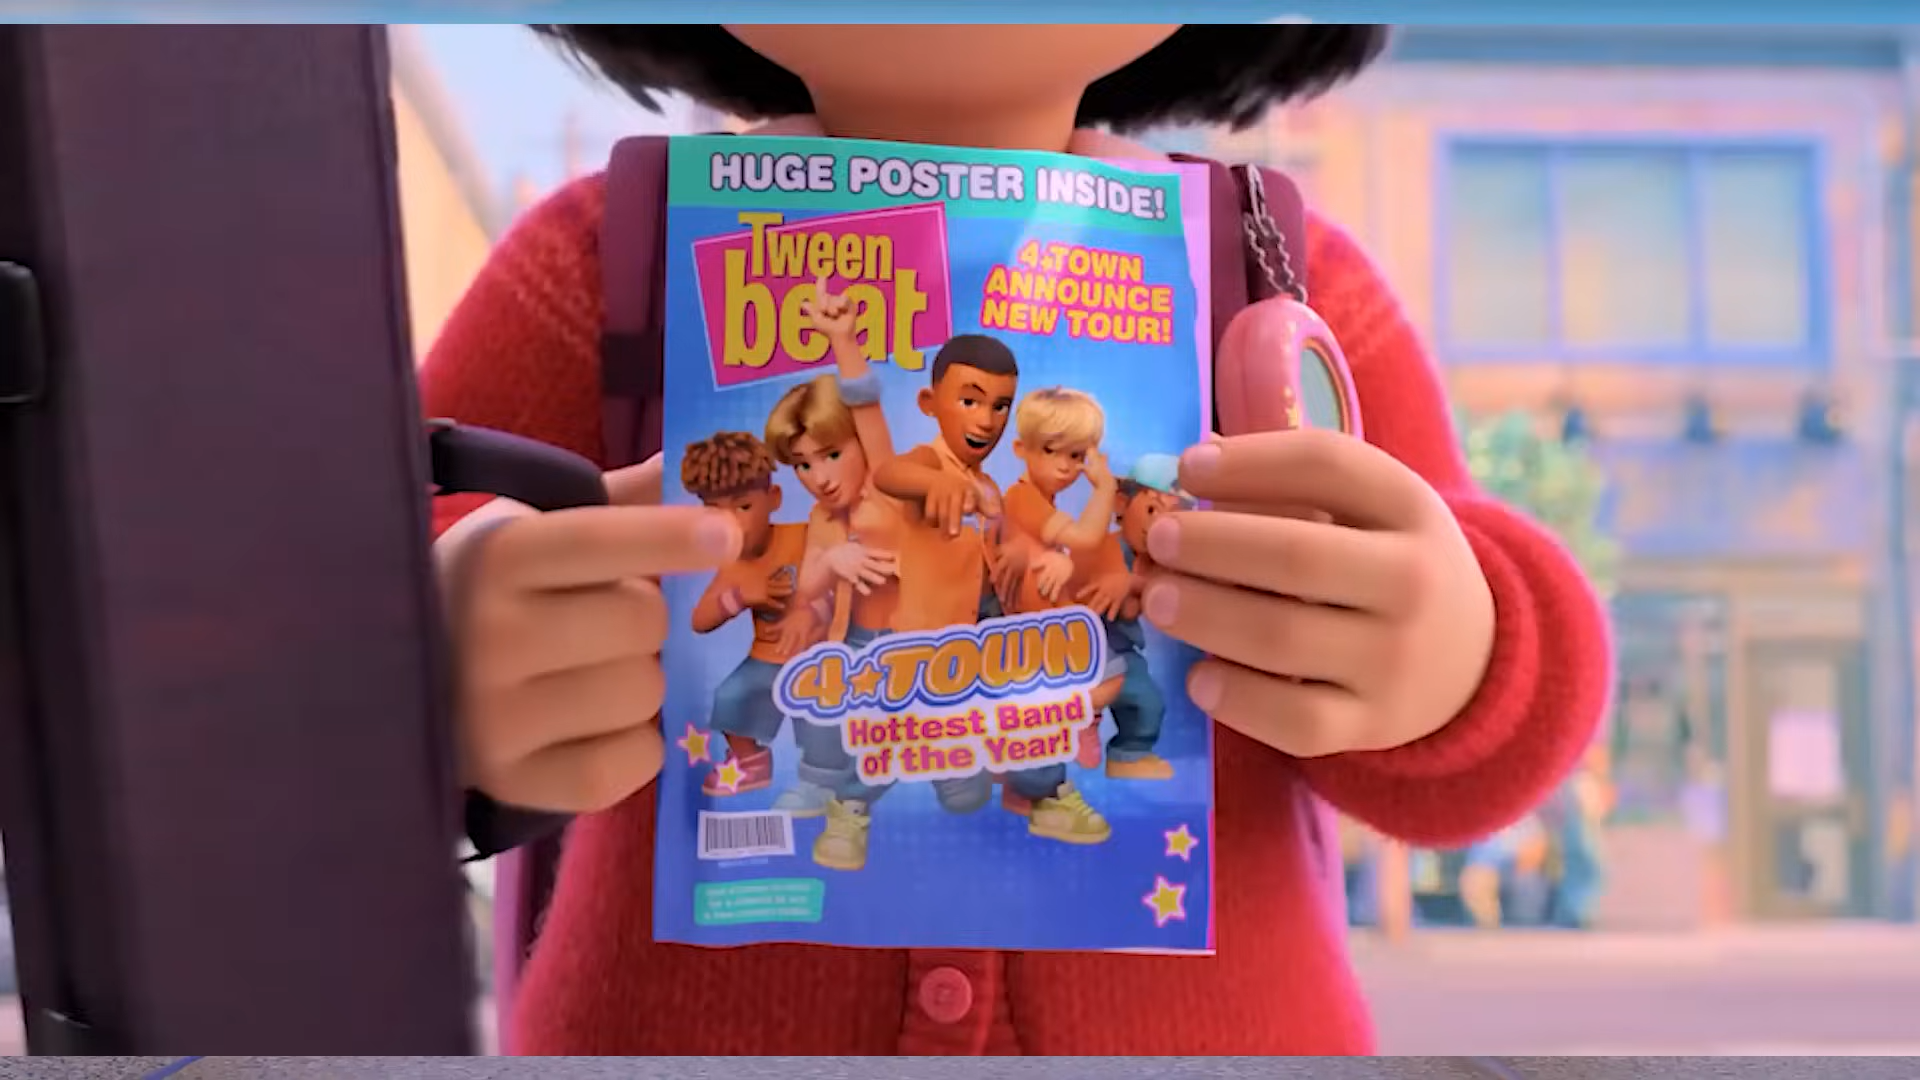 HUGE POSTER INSIDE!
Tween
beat
4★TOWN
ANNOUNCE
NEW TOUR!
4★TOWN
Hottest Band
of the Year!